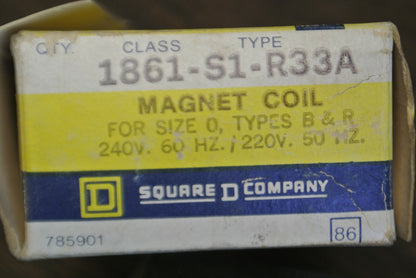 QTY. CLASS TYPE
1861-S1-R33A
MAGNET COIL
FOR SIZE 0, TYPES B & R
240V. 60 HZ. / 220V. 50 HZ.
D SQUARE D COMPANY
785901 86